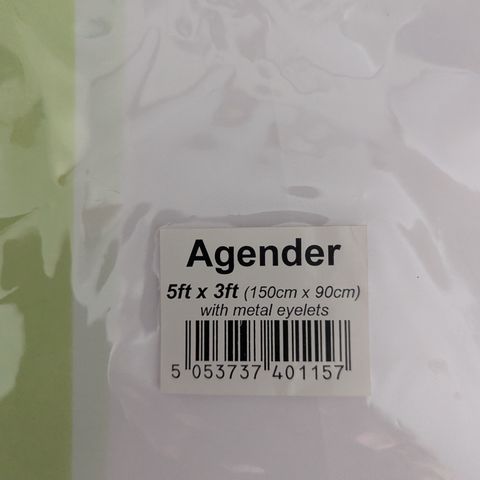 Agender
5ft x 3ft (150cm x 90cm)
with metal eyelets
5 053737 401157